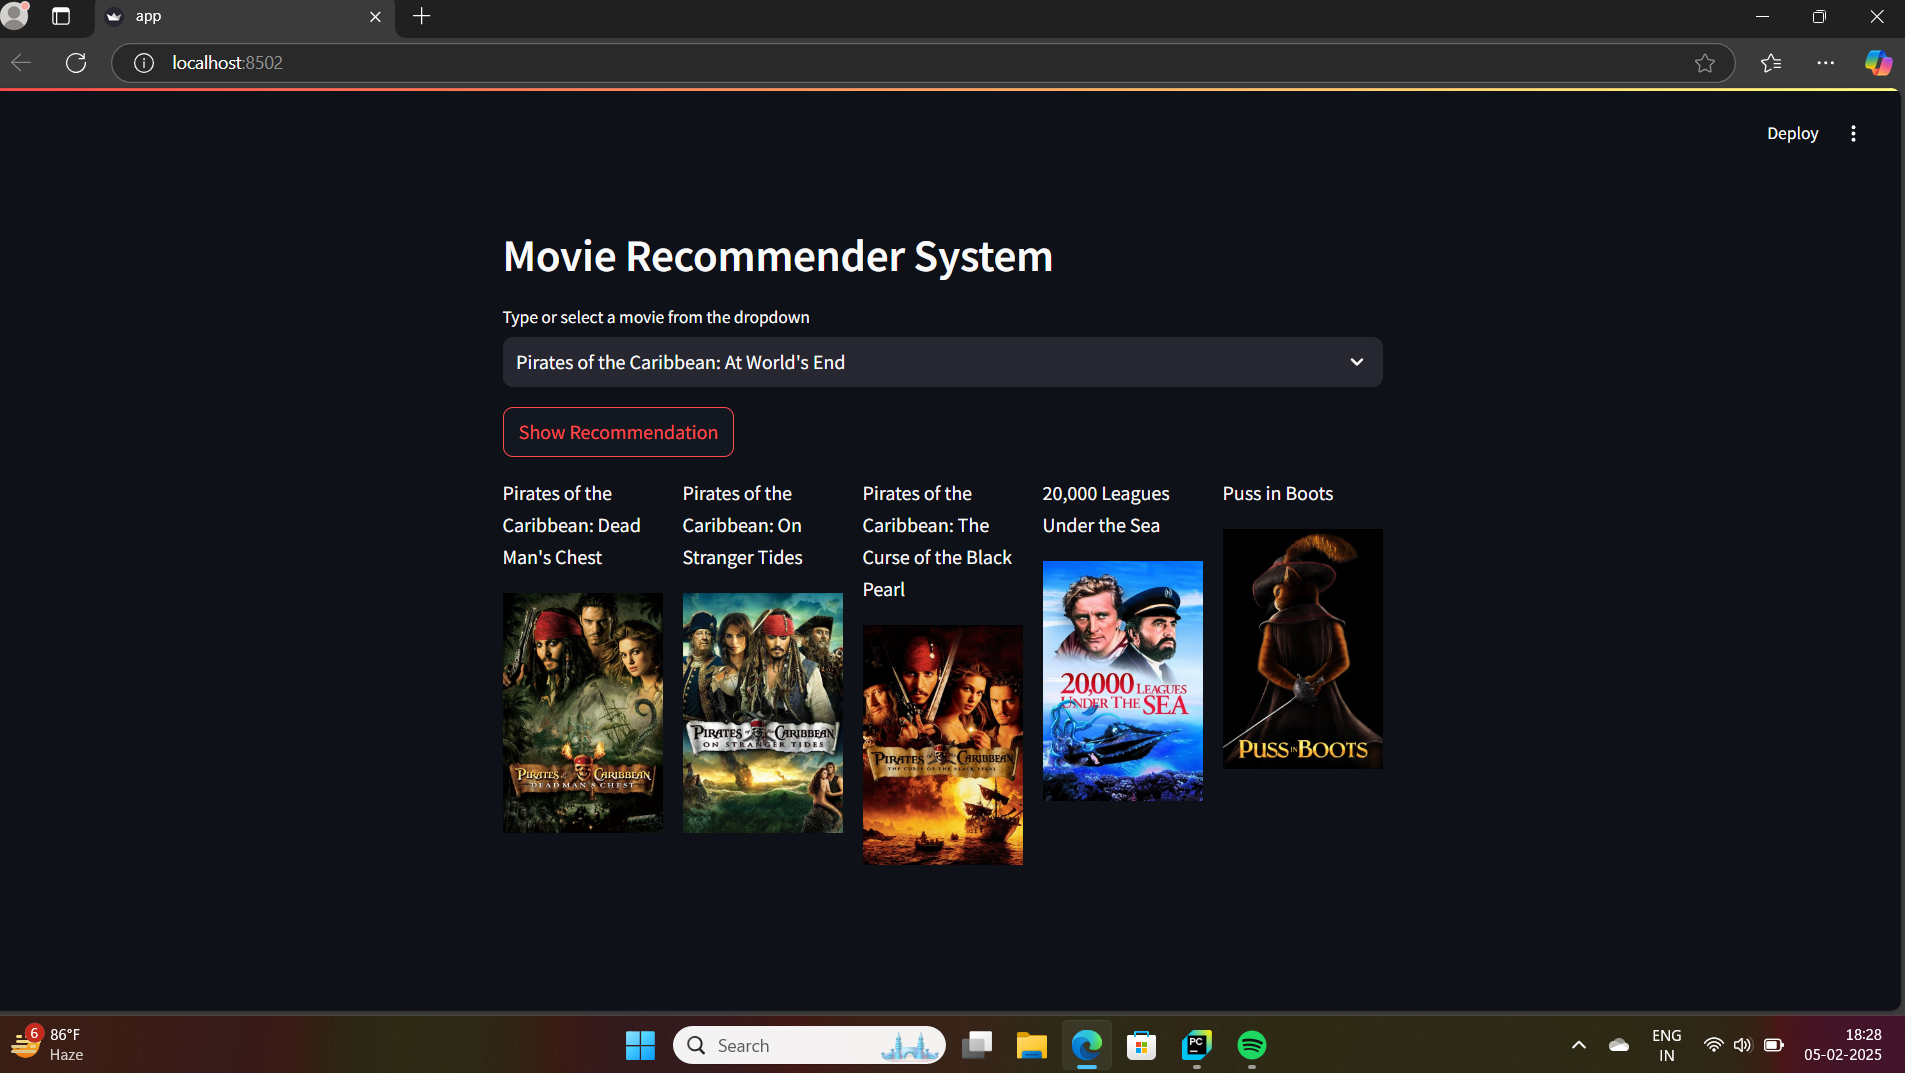 app
localhost:8502
Deploy
Movie Recommender System
Type or select a movie from the dropdown
Pirates of the Caribbean: At World's End
Show Recommendation
Pirates of the
Caribbean: Dead
Man's Chest
PIRATES of the CARIBBEAN
DEAD MAN'S CHEST
Pirates of the
Caribbean: On
Stranger Tides
PIRATES of the CARIBBEAN
ON STRANGER TIDES
Pirates of the
Caribbean: The
Curse of the Black
Pearl
PIRATES of the CARIBBEAN
THE CURSE OF THE BLACK PEARL
20,000 Leagues
Under the Sea
20,000 LEAGUES
UNDER THE SEA
Puss in Boots
PUSS IN BOOTS
6
86°F
Haze
Search
PC
ENG
IN
18:28
05-02-2025